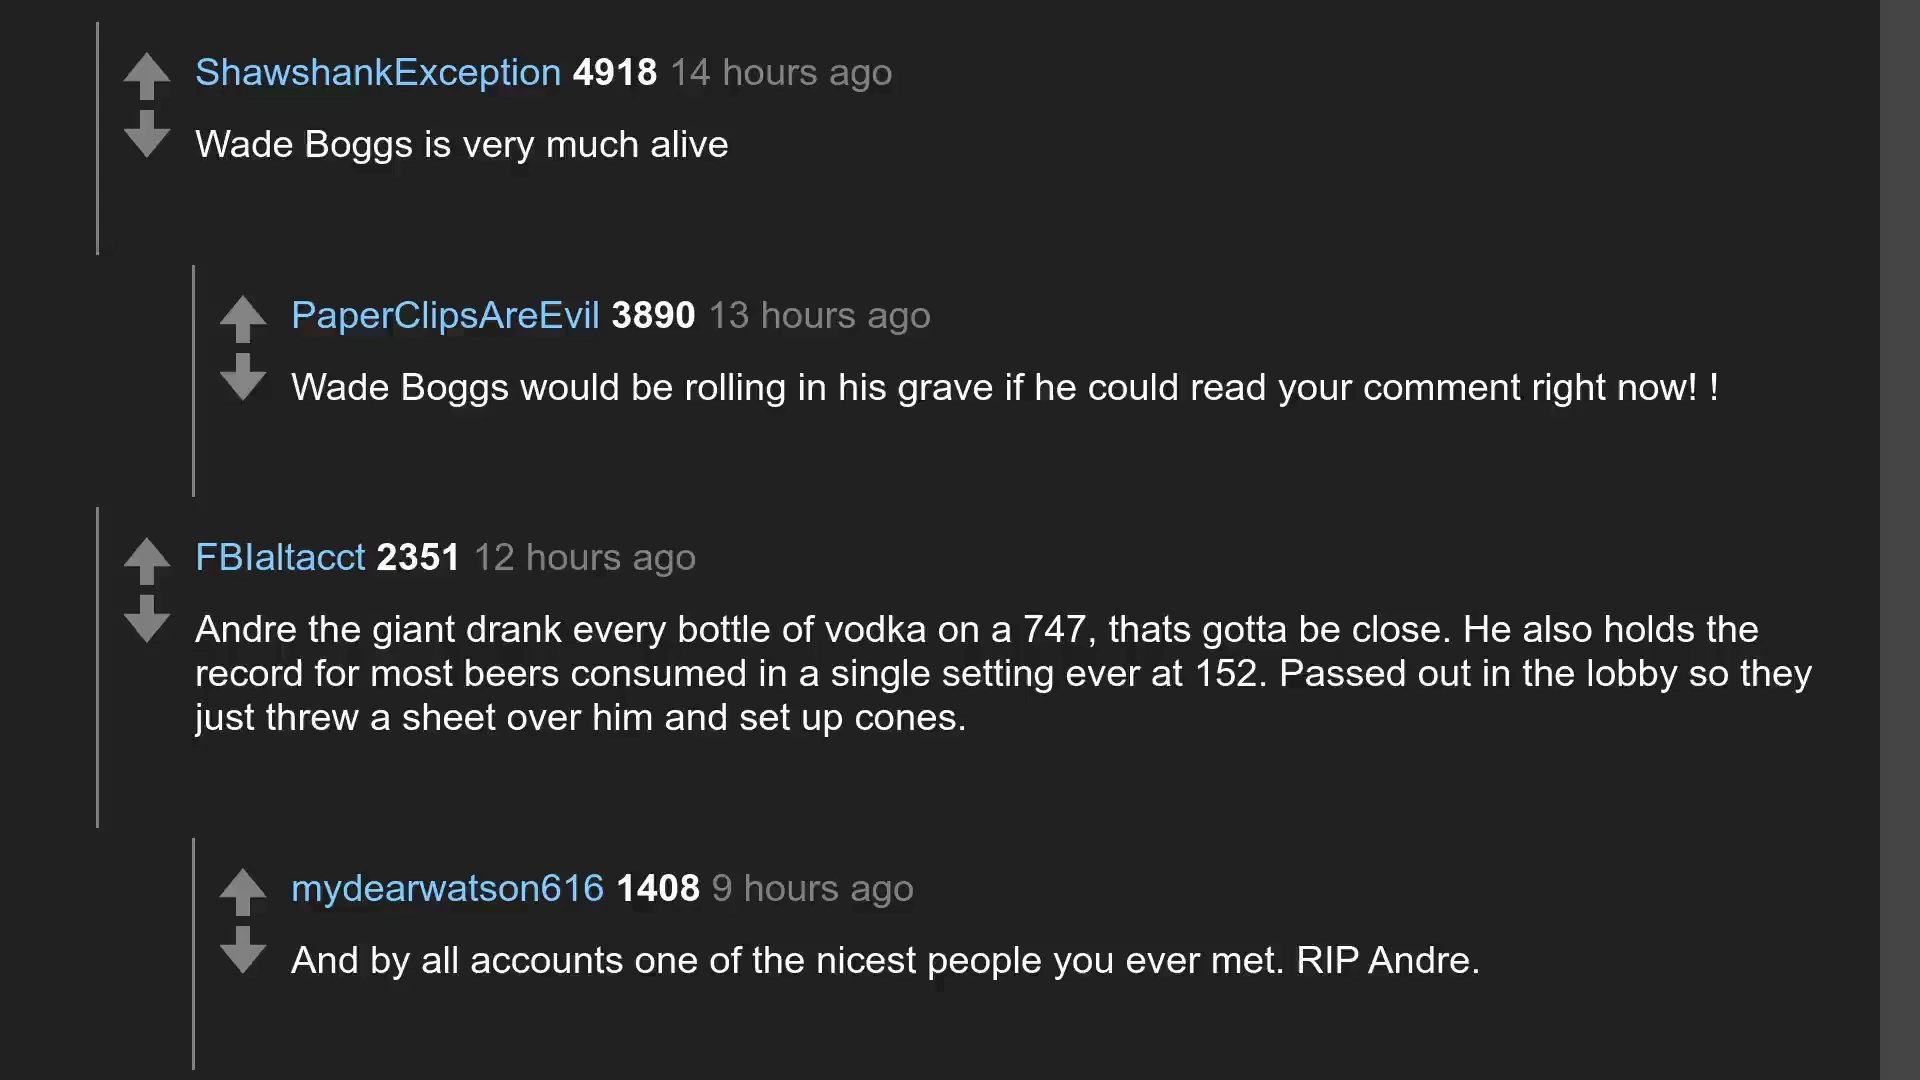 ShawshankException 4918 14 hours ago
Wade Boggs is very much alive
PaperClipsAreEvil 3890 13 hours ago
Wade Boggs would be rolling in his grave if he could read your comment right now! !
FBIaltacct 2351 12 hours ago
Andre the giant drank every bottle of vodka on a 747, thats gotta be close. He also holds the
record for most beers consumed in a single setting ever at 152. Passed out in the lobby so they
just threw a sheet over him and set up cones.
mydearwatson616 1408 9 hours ago
And by all accounts one of the nicest people you ever met. RIP Andre.